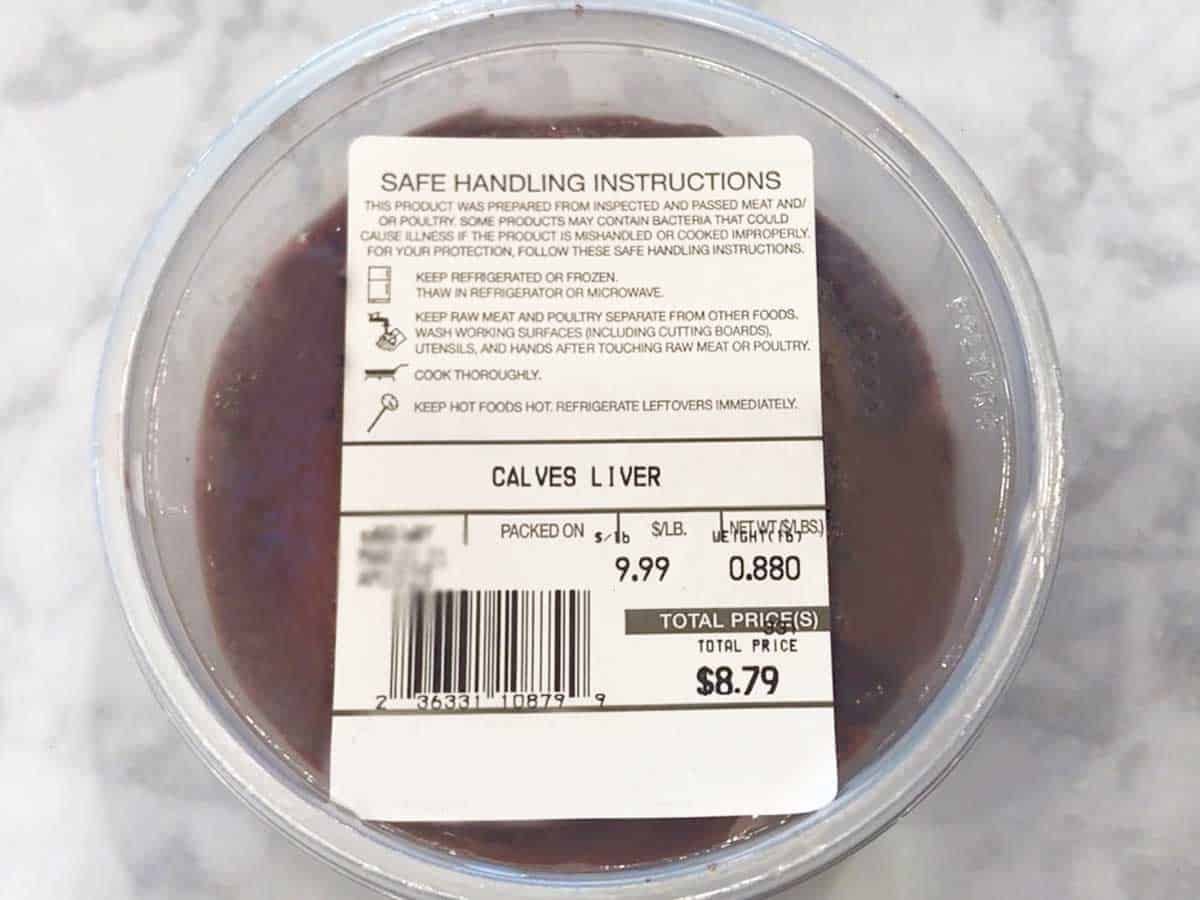 SAFE HANDLING INSTRUCTIONS
THIS PRODUCT WAS PREPARED FROM INSPECTED AND PASSED MEAT AND/
OR POULTRY. SOME PRODUCTS MAY CONTAIN BACTERIA THAT COULD
CAUSE ILLNESS IF THE PRODUCT IS MISHANDLED OR COOKED IMPROPERLY.
FOR YOUR PROTECTION, FOLLOW THESE SAFE HANDLING INSTRUCTIONS.
KEEP REFRIGERATED OR FROZEN.
THAW IN REFRIGERATOR OR MICROWAVE.
KEEP RAW MEAT AND POULTRY SEPARATE FROM OTHER FOODS.
WASH WORKING SURFACES (INCLUDING CUTTING BOARDS),
UTENSILS, AND HANDS AFTER TOUCHING RAW MEAT OR POULTRY.
COOK THOROUGHLY.
KEEP HOT FOODS HOT. REFRIGERATE LEFTOVERS IMMEDIATELY.
CALVES LIVER
PACKED ON $/LB. NET WT ($/LBS.)
$/lb WEIGHT(lb)
9.99 0.880
TOTAL PRICE(S)
TOTAL PRICE
$8.79
2 36331 10879 9